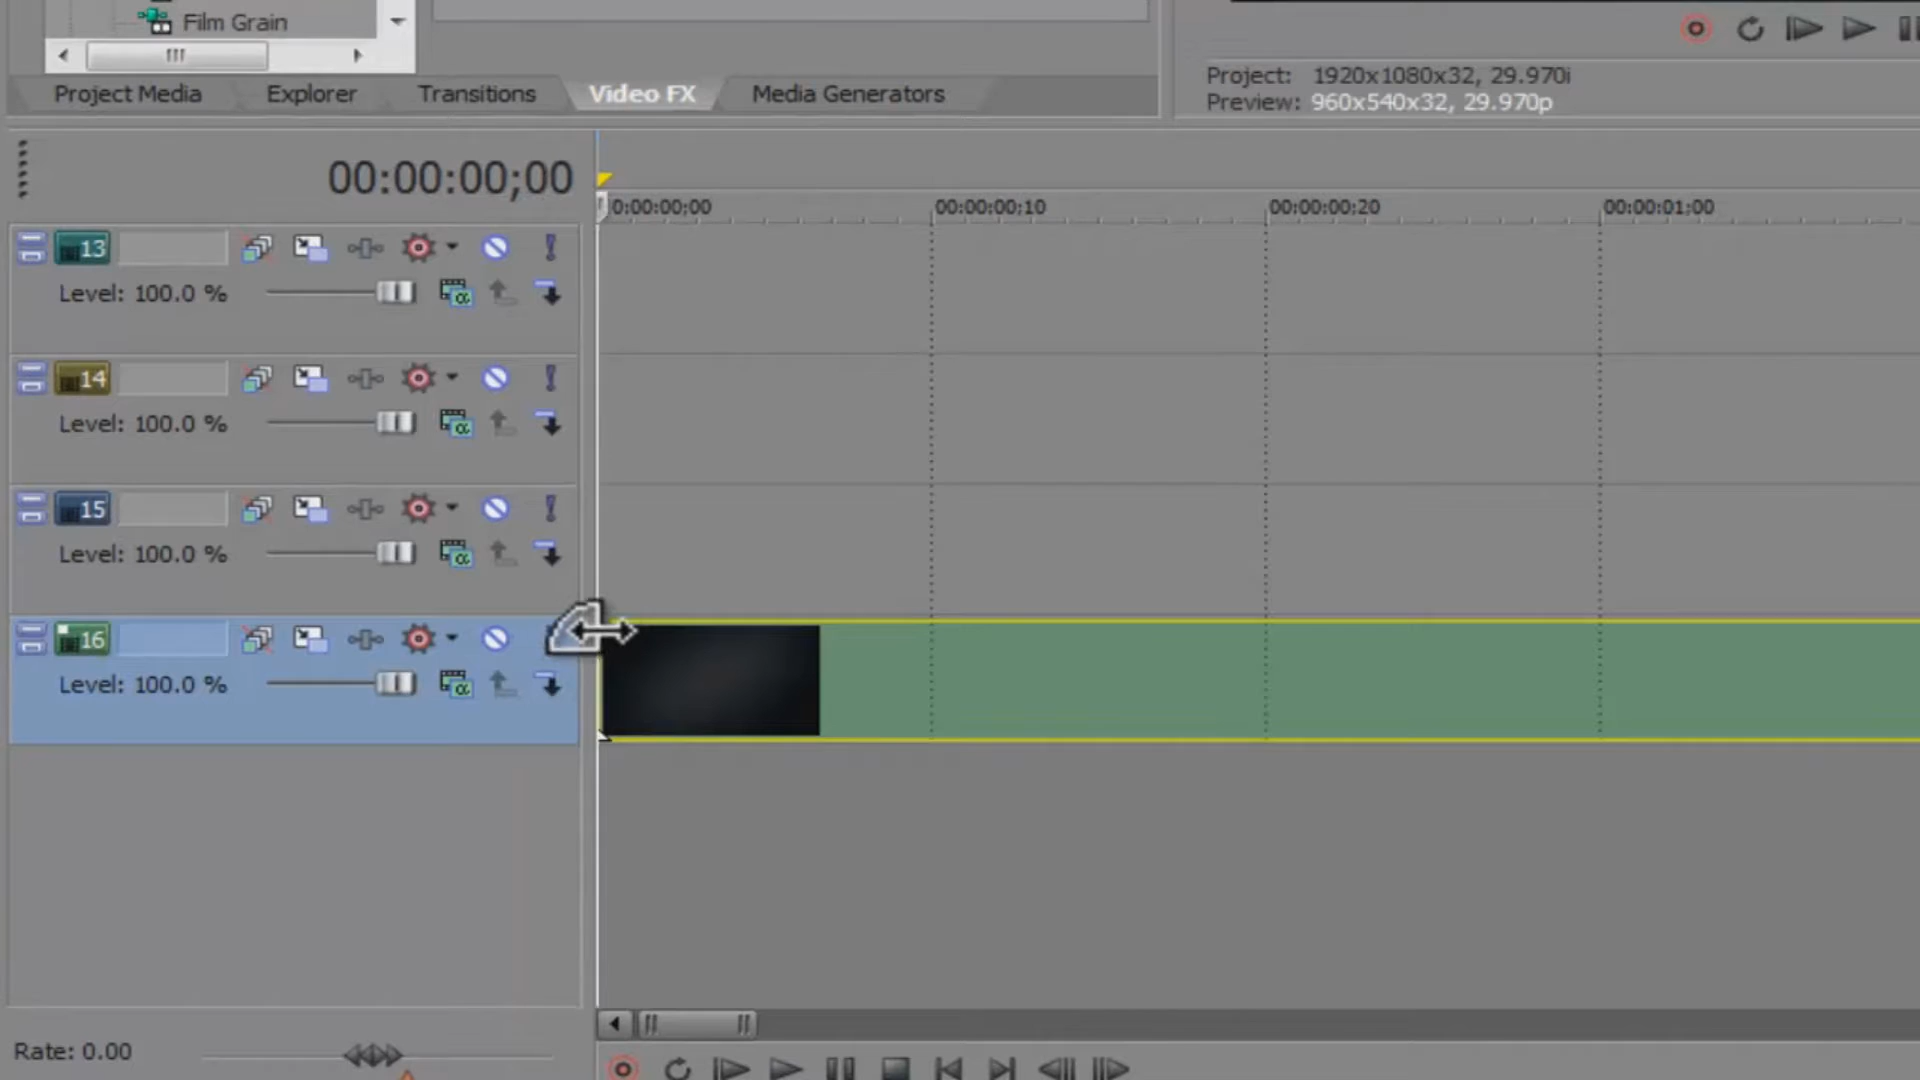 Film Grain
Project Media Explorer Transitions Video FX Media Generators
Project: 1920x1080x32, 29.970i
Preview: 960x540x32, 29.970p
00:00:00;00
0:00:00;00 00:00:00;10 00:00:00;20 00:00:01;00
13
Level: 100.0 %
14
Level: 100.0 %
15
Level: 100.0 %
16
Level: 100.0 %
Rate: 0.00